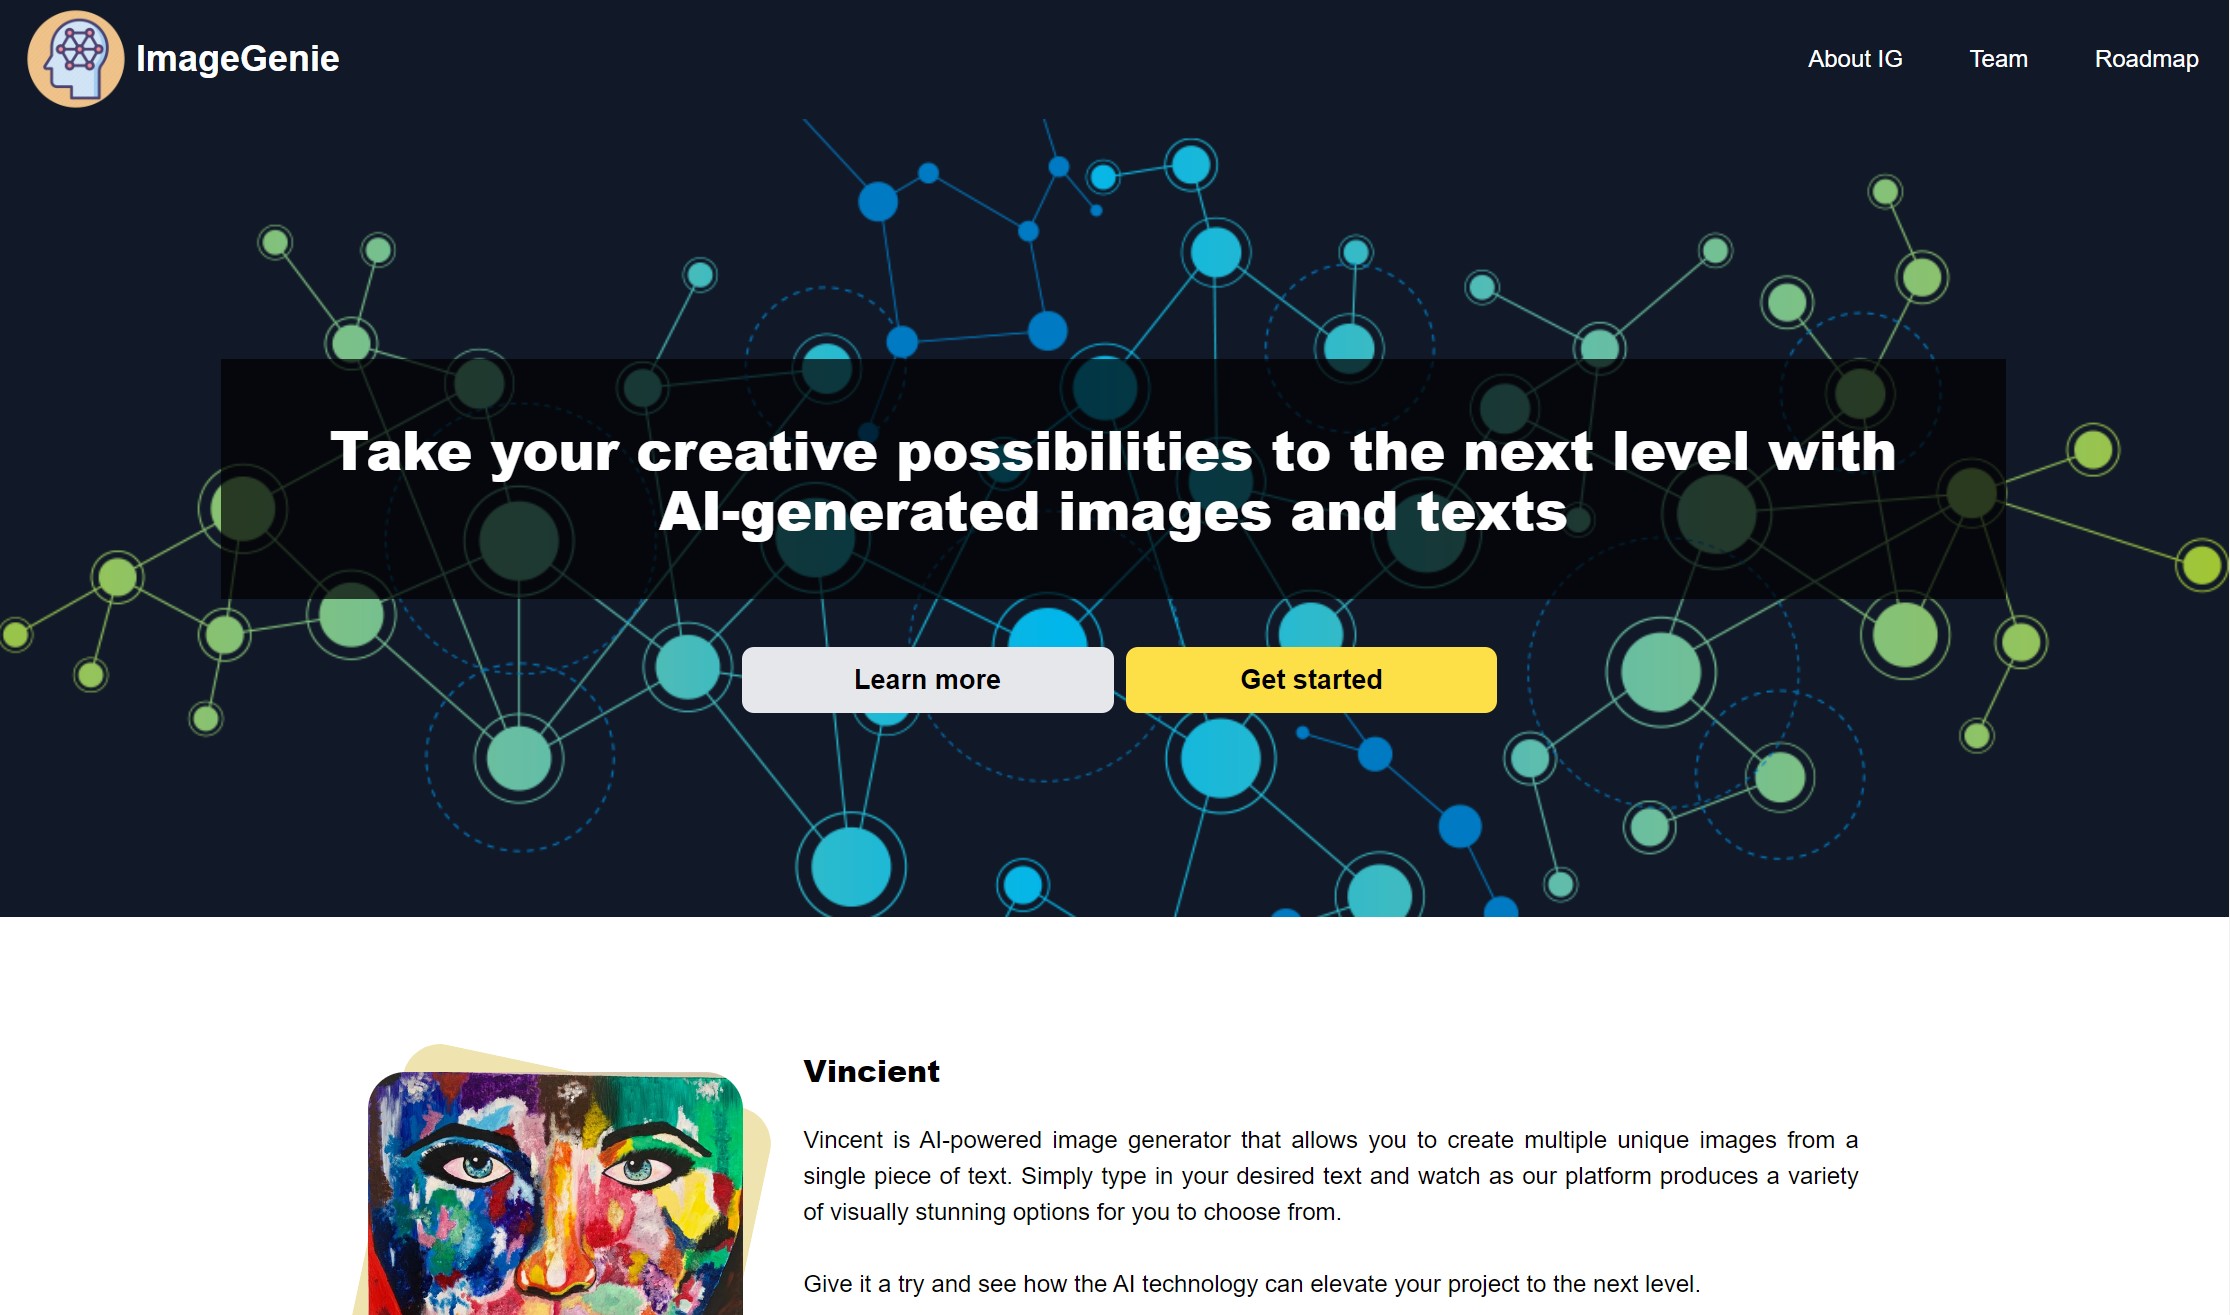 ImageGenie
About IG
Team
Roadmap
Take your creative possibilities to the next level with
AI-generated images and texts
Learn more
Get started
Vincient
Vincent is AI-powered image generator that allows you to create multiple unique images from a
single piece of text. Simply type in your desired text and watch as our platform produces a variety
of visually stunning options for you to choose from.
Give it a try and see how the AI technology can elevate your project to the next level.